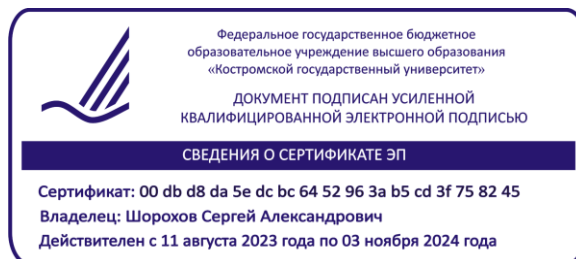 Федеральное государственное бюджетное
образовательное учреждение высшего образования
«Костромской государственный университет»
ДОКУМЕНТ ПОДПИСАН УСИЛЕННОЙ
КВАЛИФИЦИРОВАННОЙ ЭЛЕКТРОННОЙ ПОДПИСЬЮ
СВЕДЕНИЯ О СЕРТИФИКАТЕ ЭП
Сертификат: 00 db d8 da 5e dc bc 64 52 96 3a b5 cd 3f 75 82 45
Владелец: Шорохов Сергей Александрович
Действителен с 11 августа 2023 года по 03 ноября 2024 года